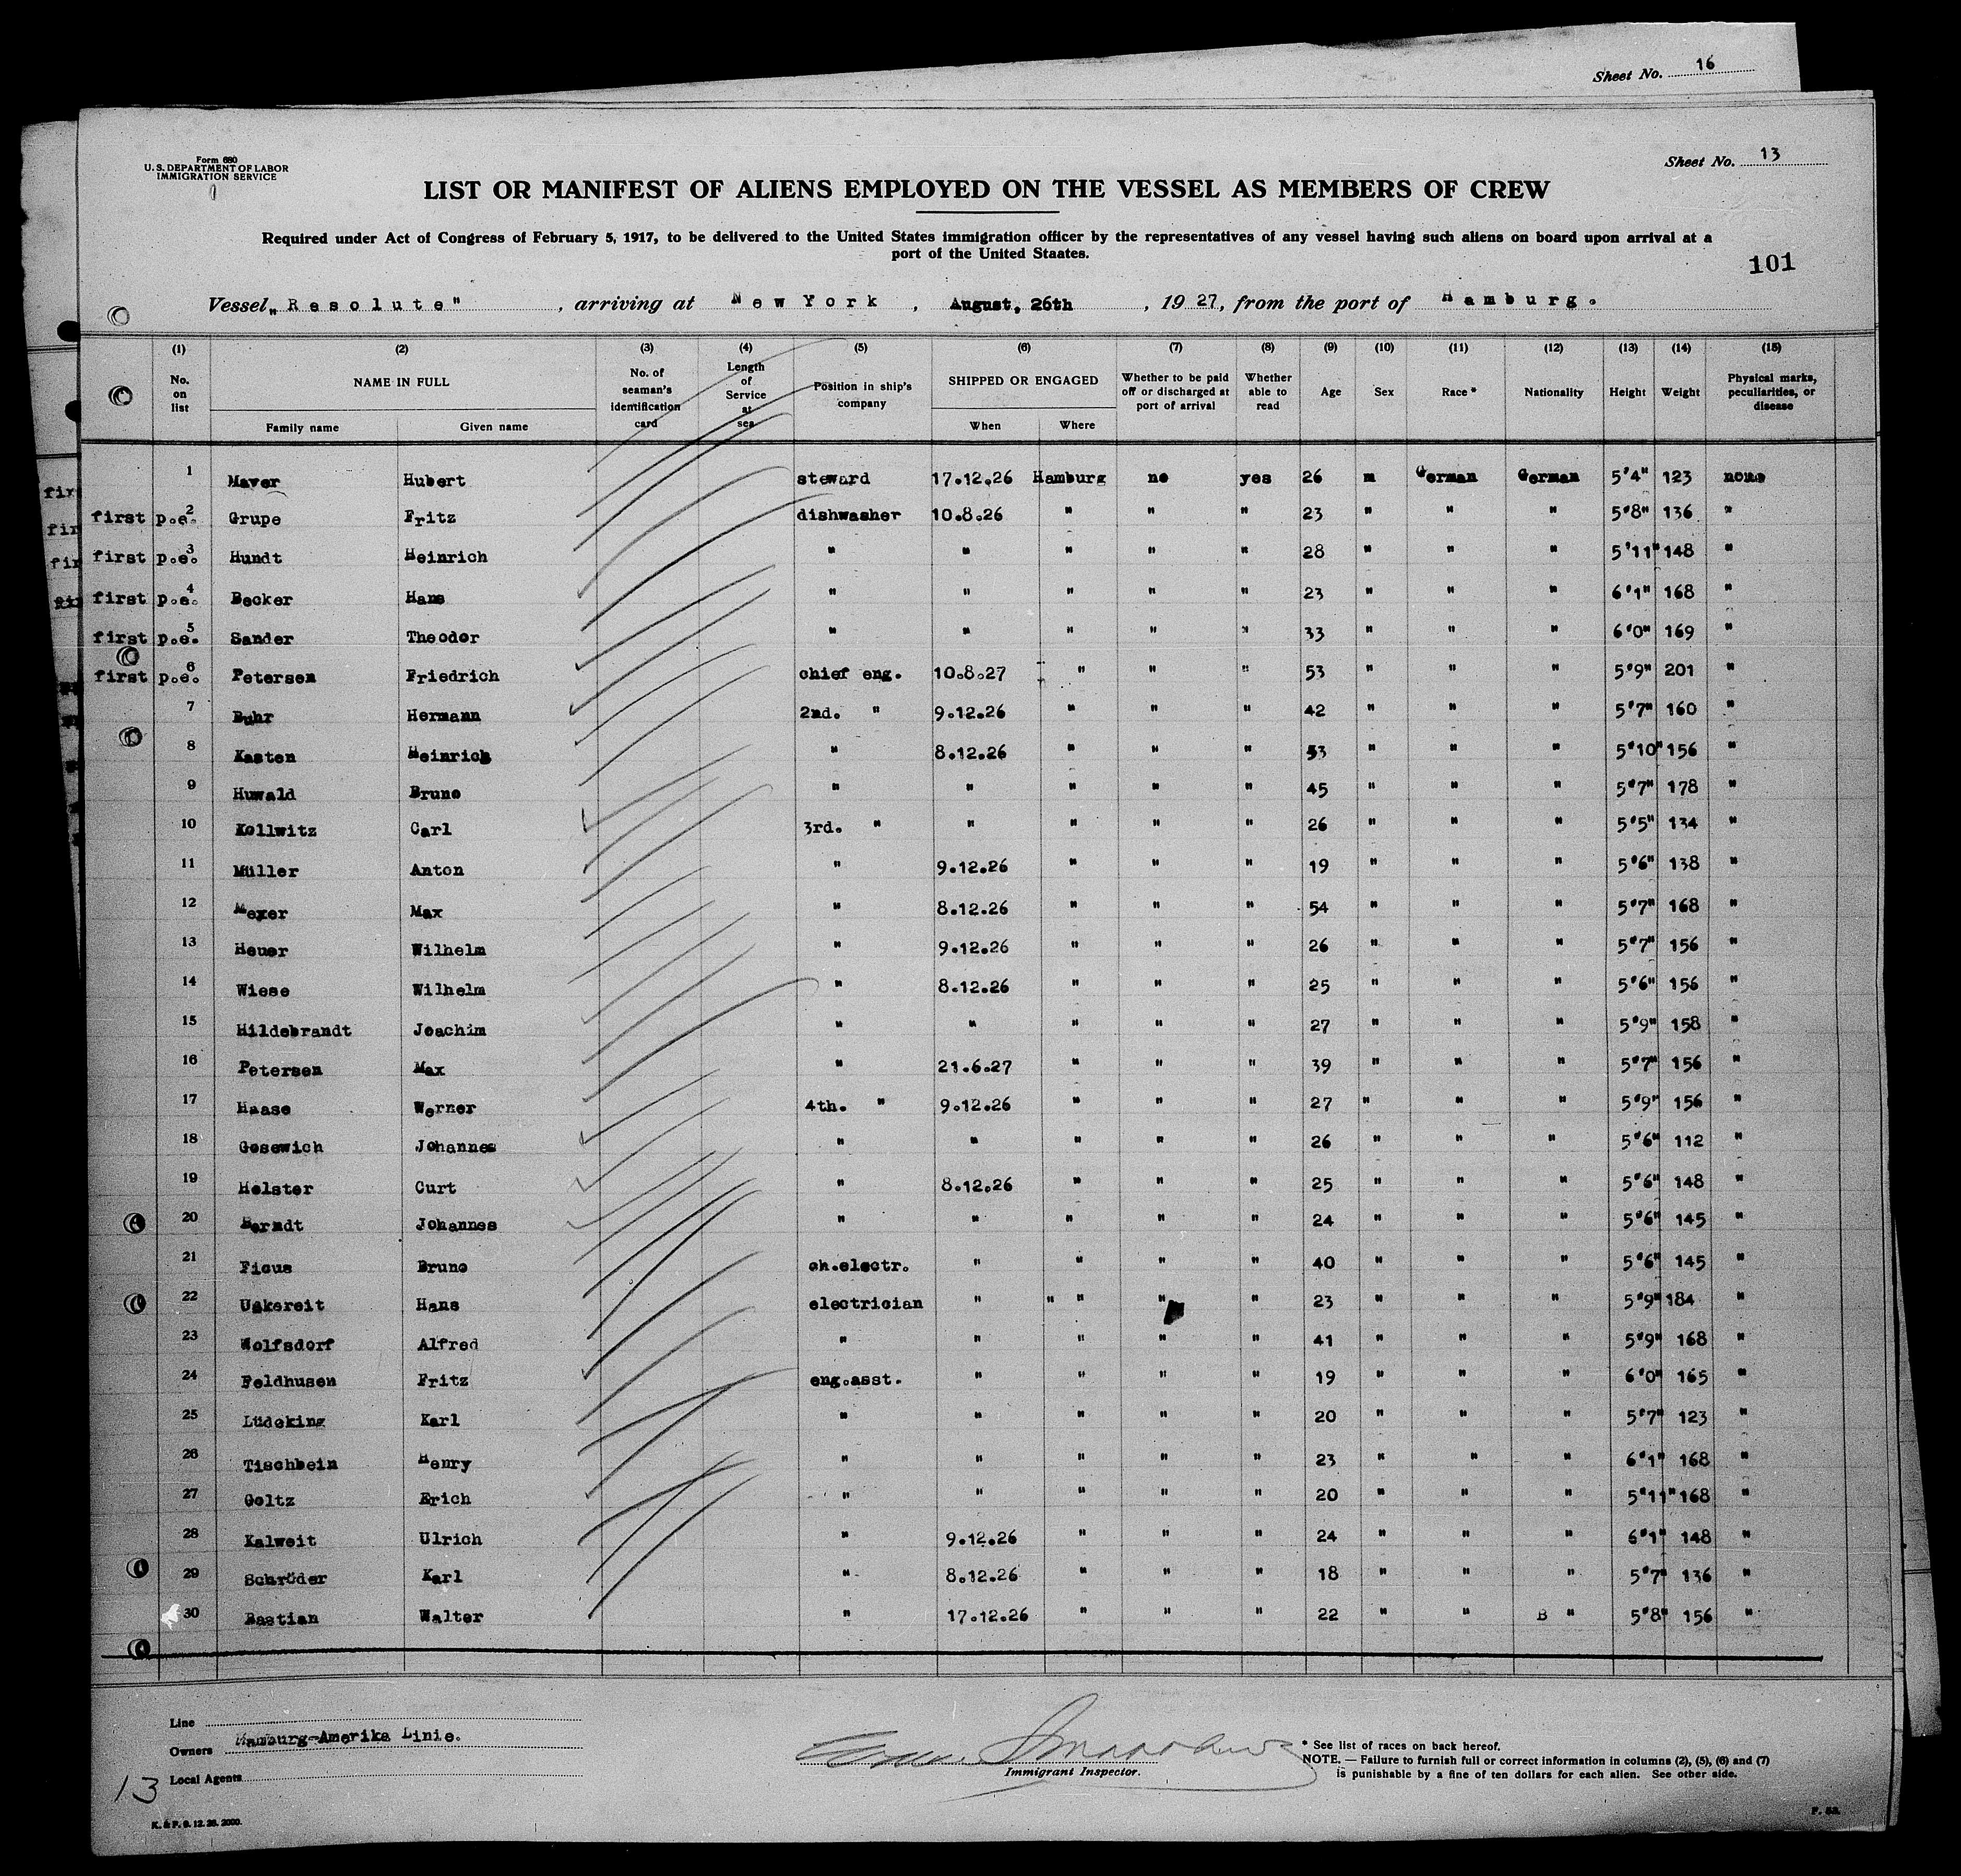 Sheet No. 16
Sheet No. 13
Form 680
U. S. DEPARTMENT OF LABOR
IMMIGRATION SERVICE
LIST OR MANIFEST OF ALIENS EMPLOYED ON THE VESSEL AS MEMBERS OF CREW
Required under Act of Congress of February 5, 1917, to be delivered to the United States immigration officer by the representatives of any vessel having such aliens on board upon arrival at a
port of the United Staates.
101
Vessel „Resolute" , arriving at New York , August, 26th , 19 27, from the port of Hamburg.
(1) (2) (3) (4) (5) (6) (7) (8) (9) (10) (11) (12) (13) (14) (15)
No. on list NAME IN FULL Family name Given name No. of seaman's identification card Length of Service at sea Position in ship's company SHIPPED OR ENGAGED When Where Whether to be paid off or discharged at port of arrival Whether able to read Age Sex Race * Nationality Height Weight Physical marks, peculiarities, or disease
1 Mayer Hubert steward 17.12.26 Hamburg no yes 26 m German German 5'4" 123 none
first p.e. 2 Grupe Fritz dishwasher 10.8.26 " " " 23 " " " 5'8" 136 "
first p.e. 3 Hundt Heinrich " " " " " 28 " " " 5'11" 148 "
first p.e. 4 Becker Hans " " " " " 23 " " " 6'1" 168 "
first p.e. 5 Sander Theodor " " " " " 33 " " " 6'0" 169 "
first p.e. 6 Petersen Friedrich chief eng. 10.8.27 " " " 53 " " " 5'9" 201 "
7 Buhr Hermann 2nd. " 9.12.26 " " " 42 " " " 5'7" 160 "
8 Kasten Heinrich " 8.12.26 " " " 53 " " " 5'10" 156 "
9 Huwald Bruno " " " " " 45 " " " 5'7" 178 "
10 Kollwitz Carl 3rd. " " " " " 26 " " " 5'5" 134 "
11 Müller Anton " 9.12.26 " " " 19 " " " 5'6" 138 "
12 Mexer Max " 8.12.26 " " " 54 " " " 5'7" 168 "
13 Heuer Wilhelm " 9.12.26 " " " 26 " " " 5'7" 156 "
14 Wiese Wilhelm " 8.12.26 " " " 25 " " " 5'6" 156 "
15 Hildebrandt Joachim " " " " " 27 " " " 5'9" 158 "
16 Petersen Max " 21.6.27 " " " 39 " " " 5'7" 156 "
17 Haase Werner 4th. " 9.12.26 " " " 27 " " " 5'9" 156 "
18 Gosewich Johannes " " " " " 26 " " " 5'6" 112 "
19 Holster Curt " 8.12.26 " " " 25 " " " 5'6" 148 "
20 Berndt Johannes " " " " " 24 " " " 5'6" 145 "
21 Ficus Bruno ch.electr. " " " " 40 " " " 5'6" 145 "
22 Uskereit Hans electrician " " " " " 23 " " " 5'9" 184 "
23 Wolfsdorf Alfred " " " " " 41 " " " 5'9" 168 "
24 Feldhusen Fritz eng.asst. " " " " 19 " " " 6'0" 165 "
25 Lüdeking Karl " " " " " 20 " " " 5'7" 123 "
26 Tischbein Henry " " " " " 23 " " " 6'1" 168 "
27 Goltz Erich " " " " " 20 " " " 5'11" 168 "
28 Kalweit Ulrich " 9.12.26 " " " 24 " " " 6'1" 148 "
29 Schröder Karl " 8.12.26 " " " 18 " " " 5'7" 136 "
30 Bastian Walter " 17.12.26 " " " 22 " " B " 5'8" 156 "
Line
Owners Hamburg-Amerika Linie.
Local Agents
13
Immigrant Inspector.
* See list of races on back hereof.
NOTE. — Failure to furnish full or correct information in columns (2), (5), (6) and (7)
is punishable by a fine of ten dollars for each alien. See other side.